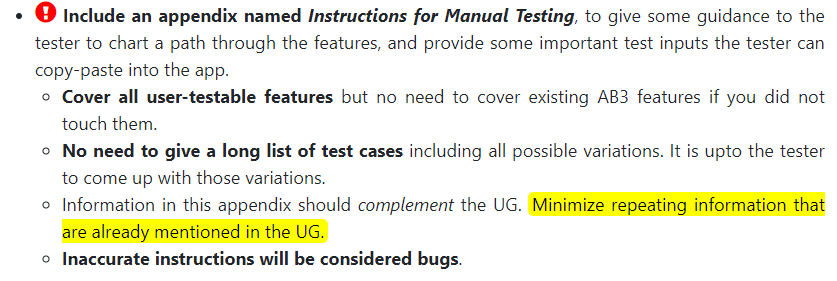 • Include an appendix named Instructions for Manual Testing, to give some guidance to the
tester to chart a path through the features, and provide some important test inputs the tester can
copy-paste into the app.
◦ Cover all user-testable features but no need to cover existing AB3 features if you did not
touch them.
◦ No need to give a long list of test cases including all possible variations. It is upto the tester
to come up with those variations.
◦ Information in this appendix should complement the UG. Minimize repeating information that
are already mentioned in the UG.
◦ Inaccurate instructions will be considered bugs.